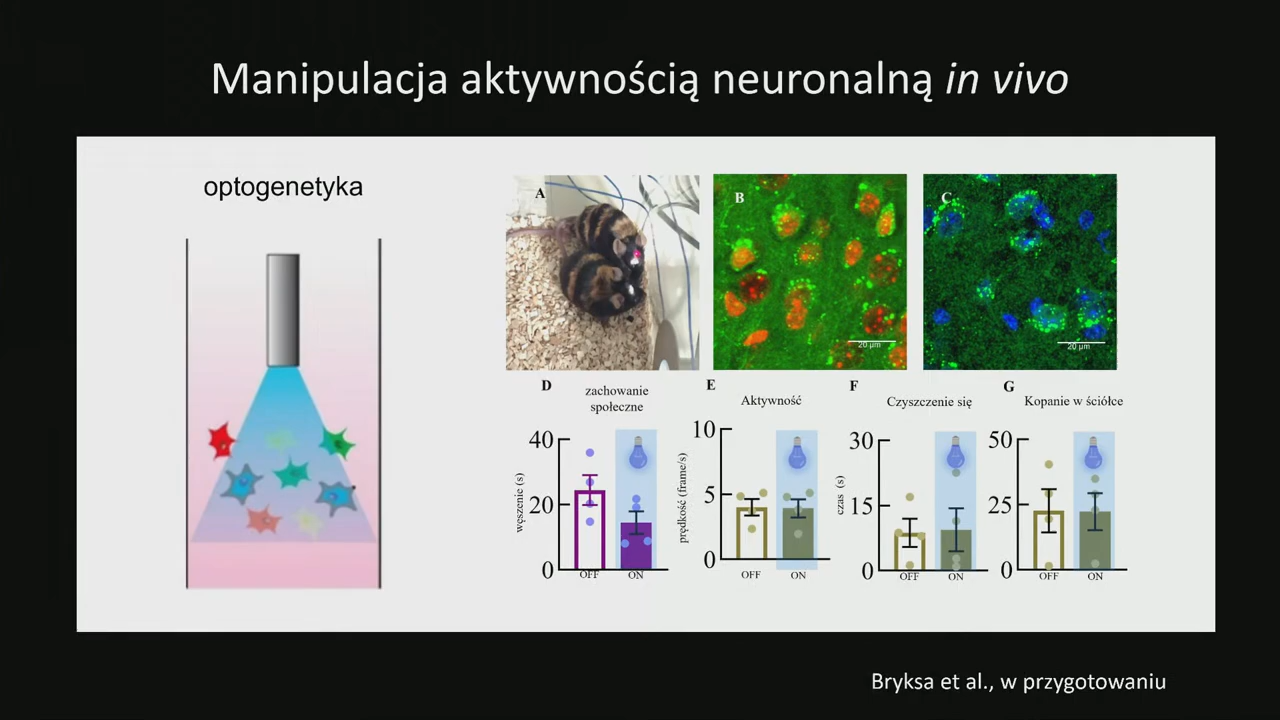 Manipulacja aktywnością neuronalną in vivo
optogenetyka
A
B
20 µm
C
20 µm
D
zachowanie
społeczne
węszenie (s)
40
20
0
OFF
ON
E
Aktywność
prędkość (frame/s)
10
5
0
OFF
ON
F
Czyszczenie się
czas (s)
30
15
0
OFF
ON
G
Kopanie w ściółce
50
25
0
OFF
ON
Bryksa et al., w przygotowaniu